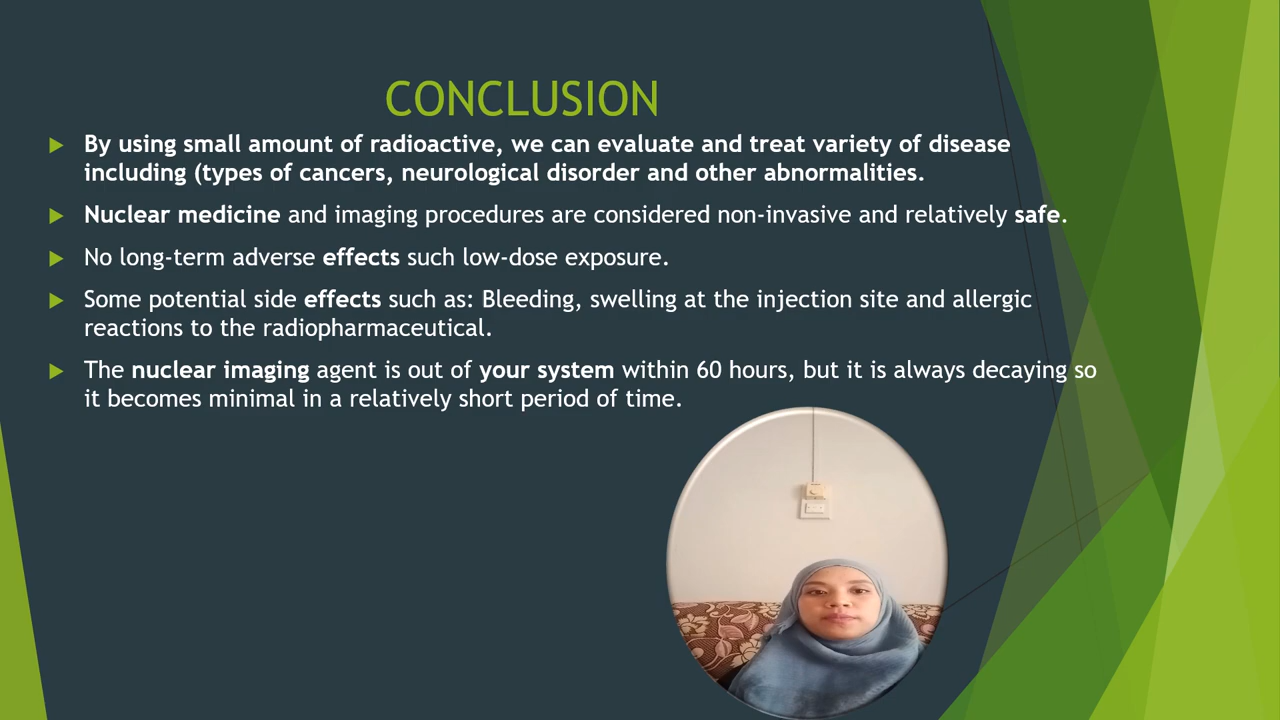 CONCLUSION
By using small amount of radioactive, we can evaluate and treat variety of disease
including (types of cancers, neurological disorder and other abnormalities.
Nuclear medicine and imaging procedures are considered non-invasive and relatively safe.
No long-term adverse effects such low-dose exposure.
Some potential side effects such as: Bleeding, swelling at the injection site and allergic
reactions to the radiopharmaceutical.
The nuclear imaging agent is out of your system within 60 hours, but it is always decaying so
it becomes minimal in a relatively short period of time.